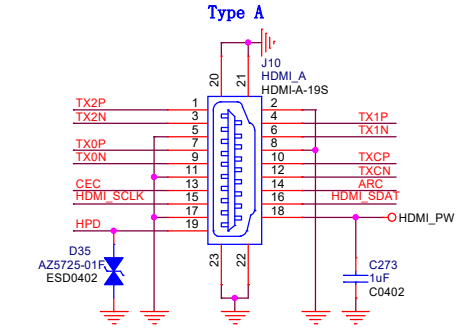 Type A
J10
HDMI_A
HDMI-A-19S
20
21
TX2P 1
2
TX2N 3
4 TX1P
5
6 TX1N
TX0P 7
8
TX0N 9
10 TXCP
11
12 TXCN
CEC 13
14 ARC
HDMI_SCLK 15
16 HDMI_SDAT
17
18 HDMI_PW
HPD 19
23
22
D35
AZ5725-01F
ESD0402
C273
1uF
C0402